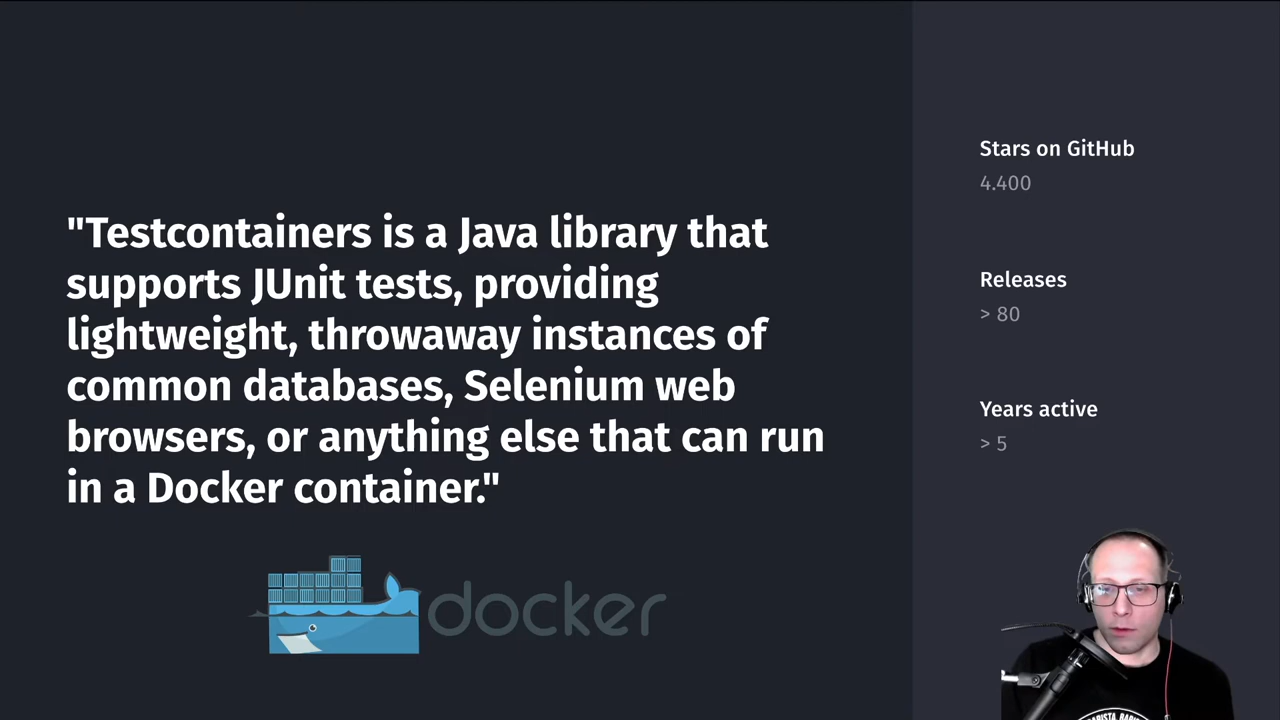 "Testcontainers is a Java library that
supports JUnit tests, providing
lightweight, throwaway instances of
common databases, Selenium web
browsers, or anything else that can run
in a Docker container."
docker
Stars on GitHub
4.400
Releases
> 80
Years active
> 5